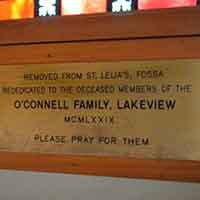 REMOVED FROM ST. LELIA'S, FOSSA
REDEDICATED TO THE DECEASED MEMBERS OF THE
O'CONNELL FAMILY, LAKEVIEW
MCMLXXIX.
PLEASE PRAY FOR THEM